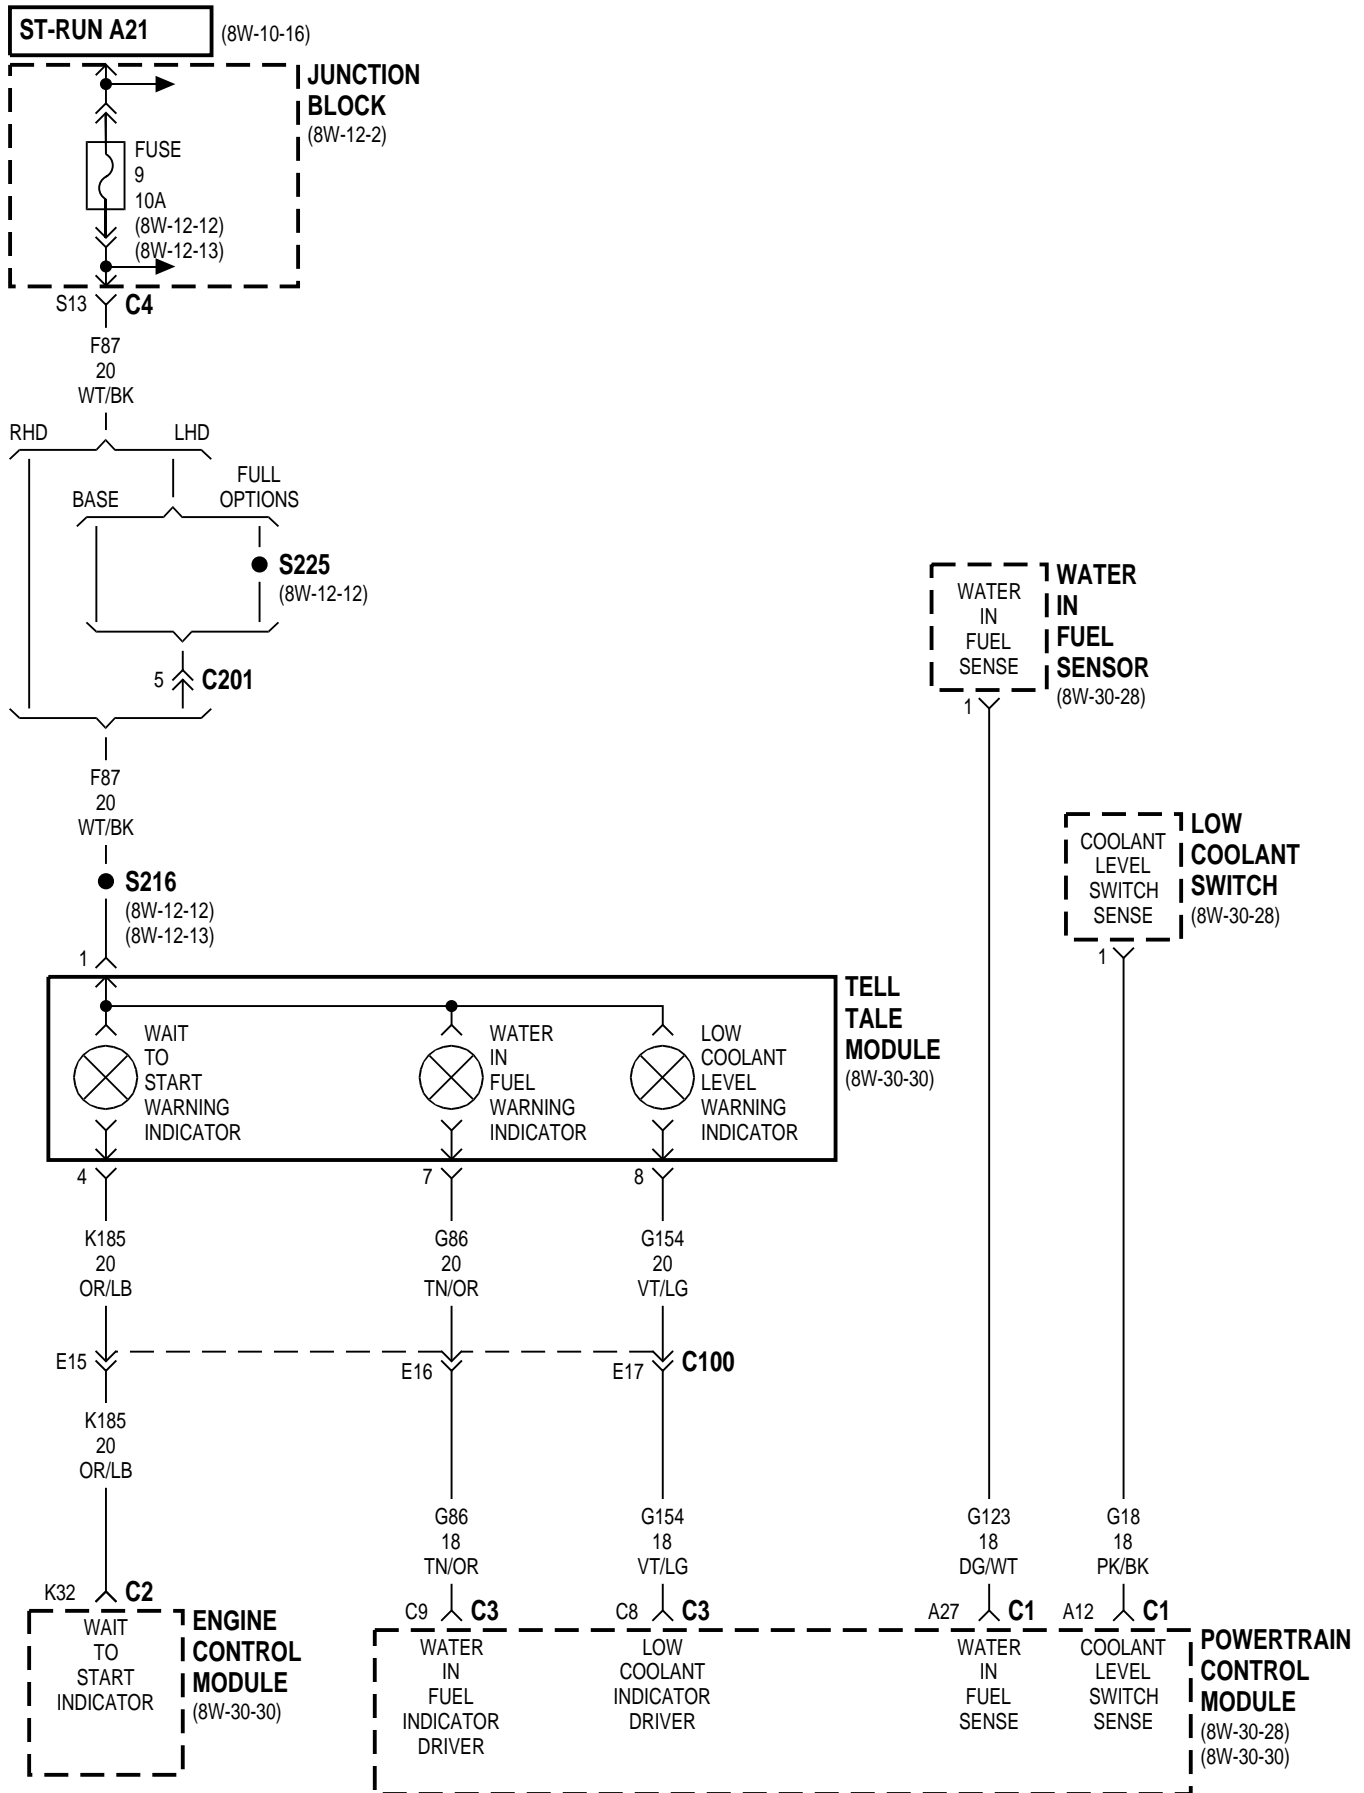 ST-RUN A21
(8W-10-16)
JUNCTION
BLOCK
(8W-12-2)
FUSE
9
10A
(8W-12-12)
(8W-12-13)
S13
C4
F87
20
WT/BK
RHD
LHD
BASE
FULL
OPTIONS
S225
(8W-12-12)
5
C201
F87
20
WT/BK
S216
(8W-12-12)
(8W-12-13)
1
WATER
IN
FUEL
SENSE
WATER
IN
FUEL
SENSOR
(8W-30-28)
1
COOLANT
LEVEL
SWITCH
SENSE
LOW
COOLANT
SWITCH
(8W-30-28)
1
TELL
TALE
MODULE
(8W-30-30)
WAIT
TO
START
WARNING
INDICATOR
WATER
IN
FUEL
WARNING
INDICATOR
LOW
COOLANT
LEVEL
WARNING
INDICATOR
4
7
8
K185
20
OR/LB
G86
20
TN/OR
G154
20
VT/LG
E15
E16
E17
C100
K185
20
OR/LB
G86
18
TN/OR
G154
18
VT/LG
G123
18
DG/WT
G18
18
PK/BK
K32
C2
C9
C3
C8
C3
A27
C1
A12
C1
WAIT
TO
START
INDICATOR
ENGINE
CONTROL
MODULE
(8W-30-30)
WATER
IN
FUEL
INDICATOR
DRIVER
LOW
COOLANT
INDICATOR
DRIVER
WATER
IN
FUEL
SENSE
COOLANT
LEVEL
SWITCH
SENSE
POWERTRAIN
CONTROL
MODULE
(8W-30-28)
(8W-30-30)